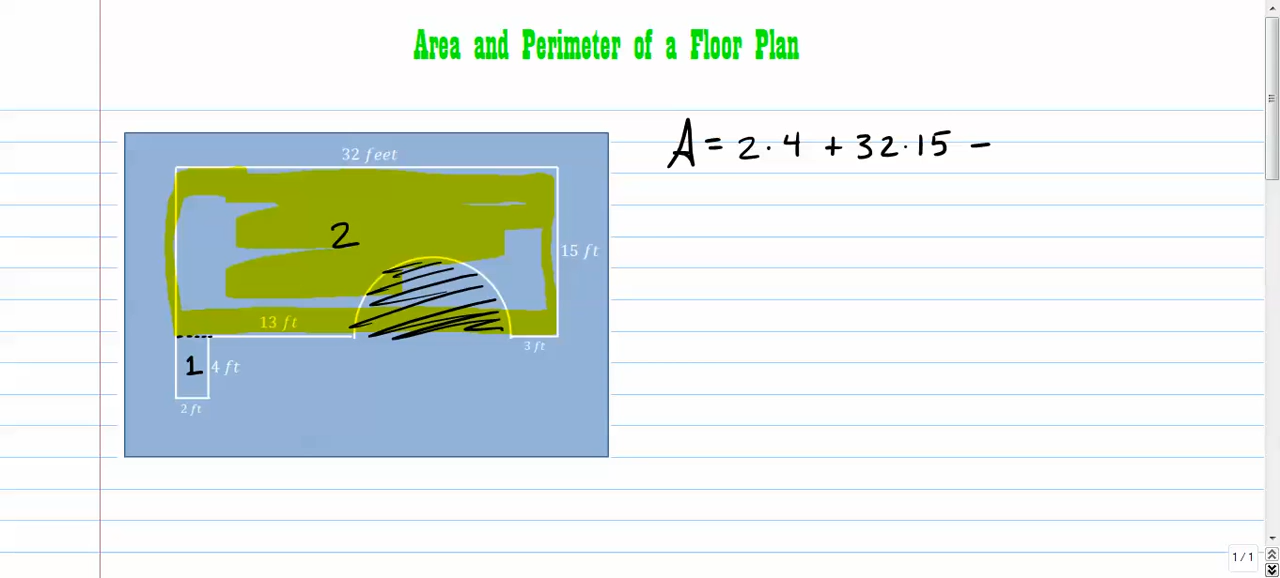 Area and Perimeter of a Floor Plan
A = 2·4 + 32·15 −
32 feet
2
15 ft
13 ft
3 ft
1
4 ft
2 ft
1 / 1